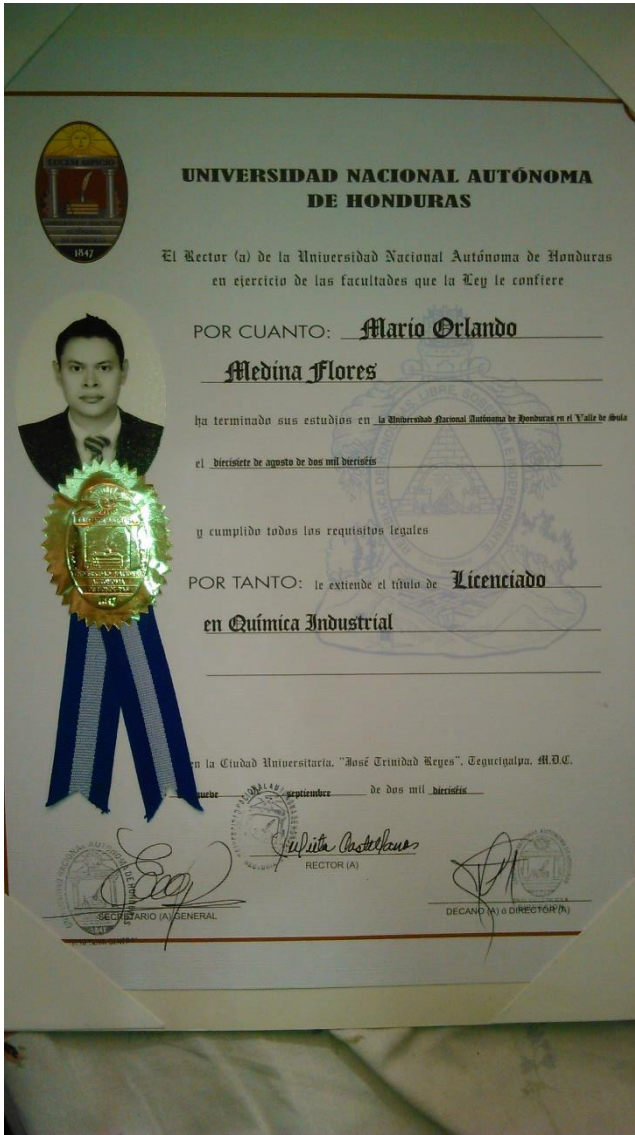 UNIVERSIDAD NACIONAL AUTÓNOMA
DE HONDURAS
1847
El Rector (a) de la Universidad Nacional Autónoma de Honduras
en ejercicio de las facultades que la Ley le confiere
POR CUANTO: Mario Orlando
Medina Flores
ha terminado sus estudios en la Universidad Nacional Autónoma de Honduras en el Valle de Sula
el diecisiete de agosto de dos mil dieciséis
y cumplido todos los requisitos legales
POR TANTO: le extiende el título de Licenciado
en Química Industrial
en la Ciudad Universitaria, "José Trinidad Reyes", Tegucigalpa, M.D.C.
septiembre de dos mil dieciséis
Julieta Castellanos
RECTOR (A)
SECRETARIO (A) GENERAL
DECANO (A) ó DIRECTOR (A)